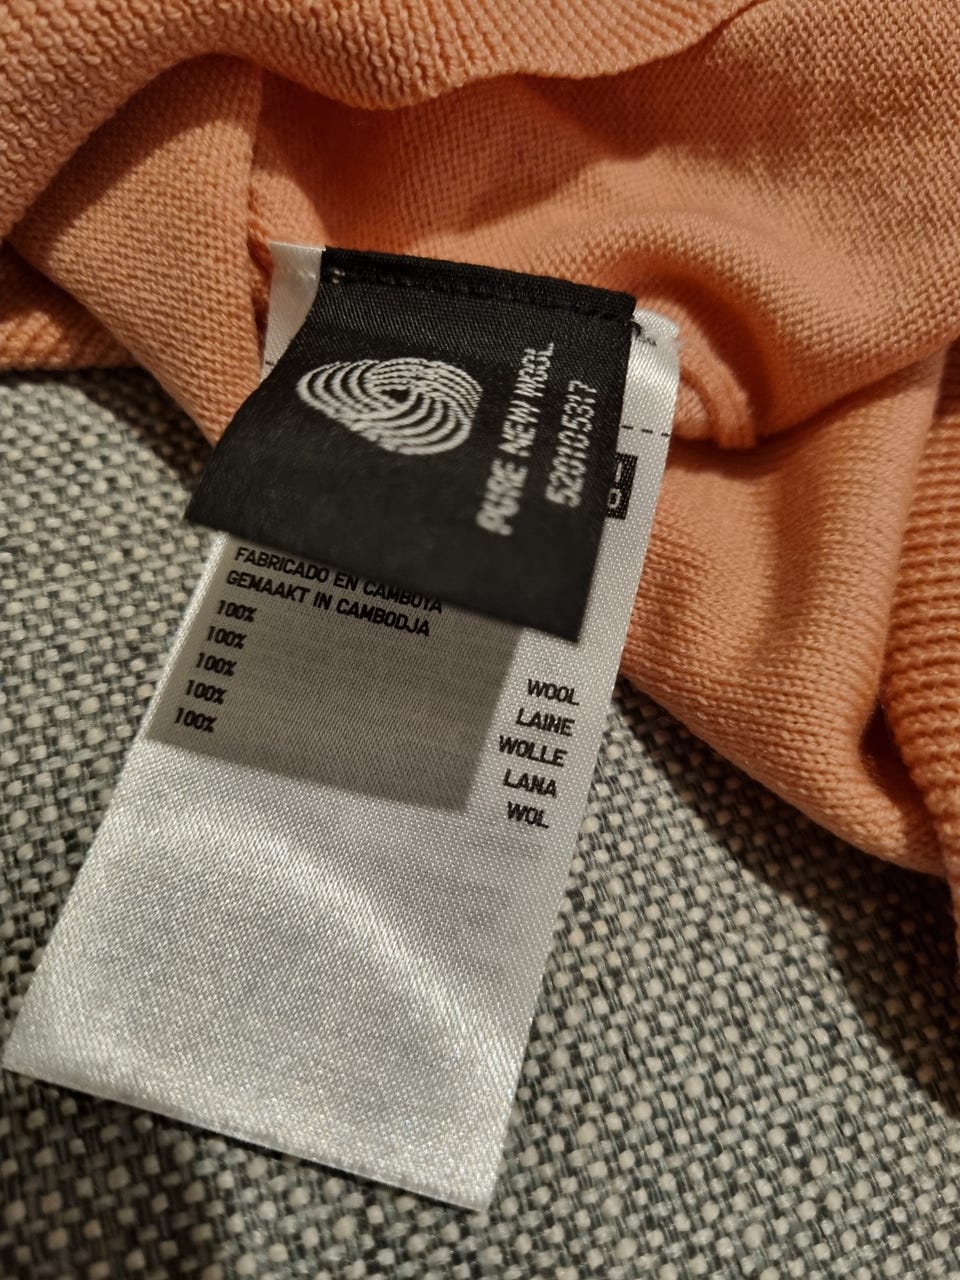 PURE NEW WOOL
520105317
FABRICADO EN CAMBOYA
GEMAAKT IN CAMBODJA
100% WOOL
100% LAINE
100% WOLLE
100% LANA
100% WOL